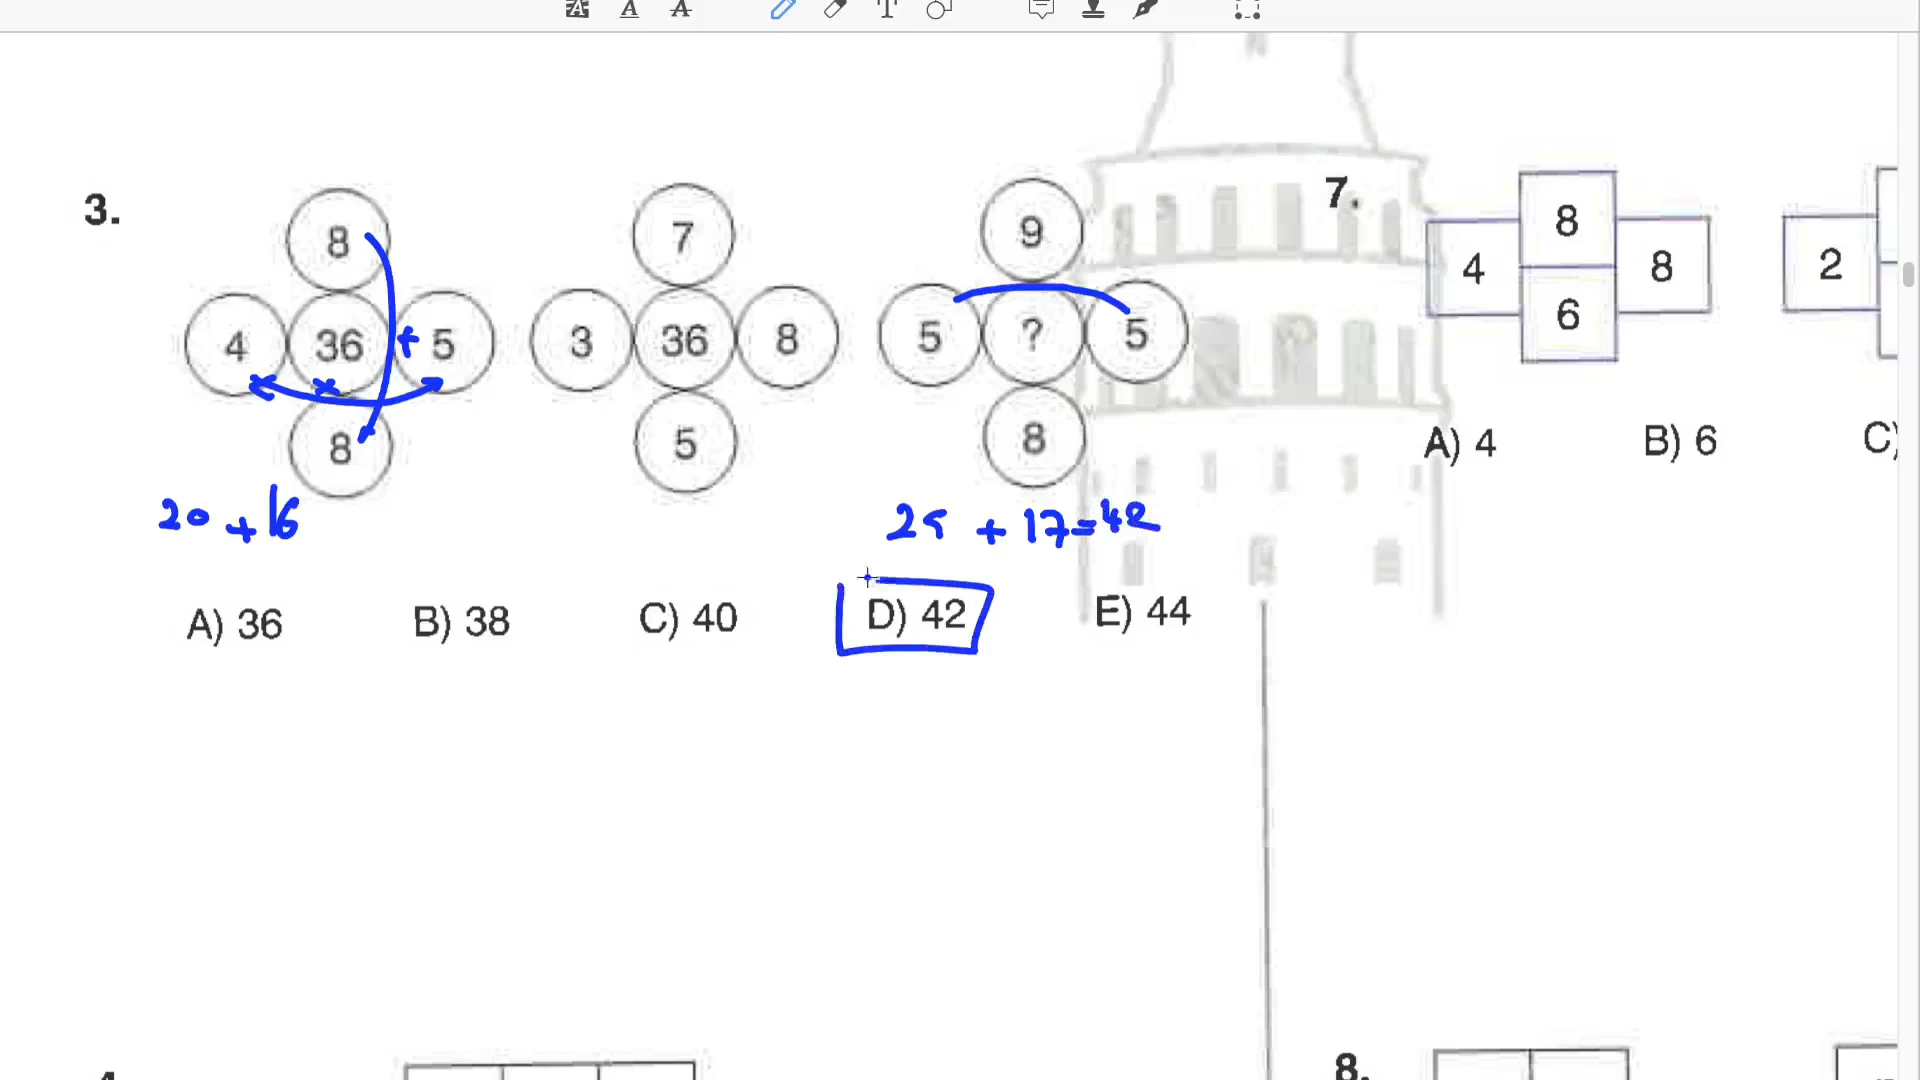 3.
8
4 36 + 5
×
8
7
3 36 8
5
9
5 ? 5
8
20 + 16
25 + 17 = 42
A) 36 B) 38 C) 40 D) 42 E) 44
7.
8
4 8
6
2
A) 4 B) 6 C)
8.